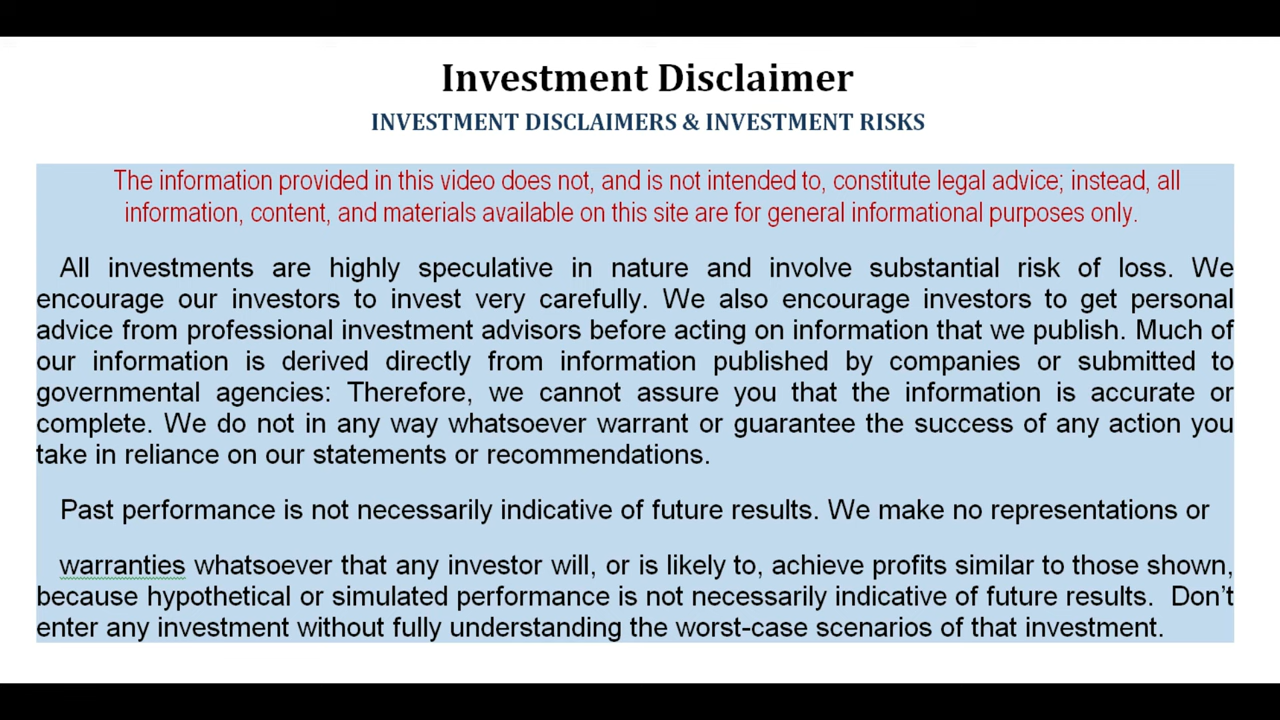 Investment Disclaimer
INVESTMENT DISCLAIMERS & INVESTMENT RISKS
The information provided in this video does not, and is not intended to, constitute legal advice; instead, all
information, content, and materials available on this site are for general informational purposes only.
All investments are highly speculative in nature and involve substantial risk of loss. We
encourage our investors to invest very carefully. We also encourage investors to get personal
advice from professional investment advisors before acting on information that we publish. Much of
our information is derived directly from information published by companies or submitted to
governmental agencies: Therefore, we cannot assure you that the information is accurate or
complete. We do not in any way whatsoever warrant or guarantee the success of any action you
take in reliance on our statements or recommendations.
Past performance is not necessarily indicative of future results. We make no representations or
warranties whatsoever that any investor will, or is likely to, achieve profits similar to those shown,
because hypothetical or simulated performance is not necessarily indicative of future results.  Don’t
enter any investment without fully understanding the worst-case scenarios of that investment.